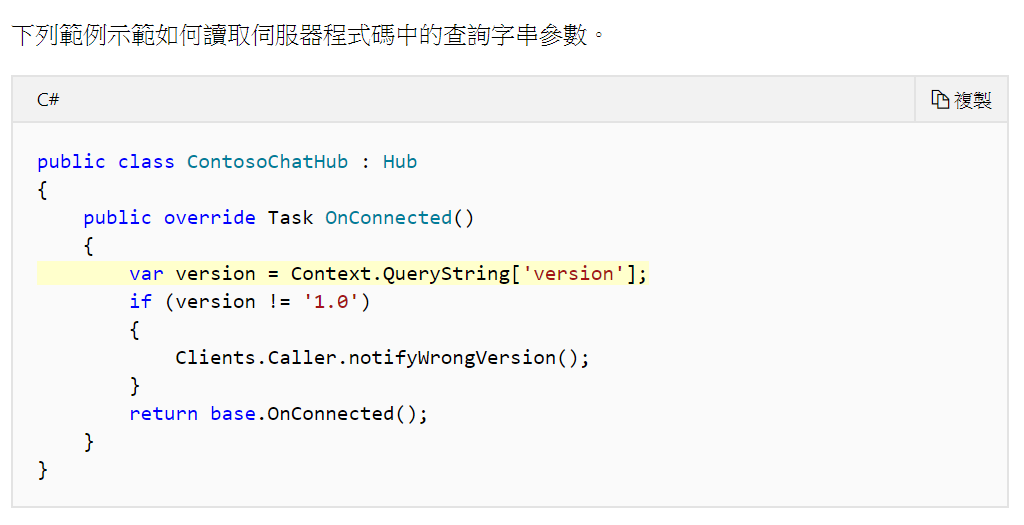 下列範例示範如何讀取伺服器程式碼中的查詢字串參數。
C#
複製
public class ContosoChatHub : Hub
{
    public override Task OnConnected()
    {
        var version = Context.QueryString['version'];
        if (version != '1.0')
        {
            Clients.Caller.notifyWrongVersion();
        }
        return base.OnConnected();
    }
}